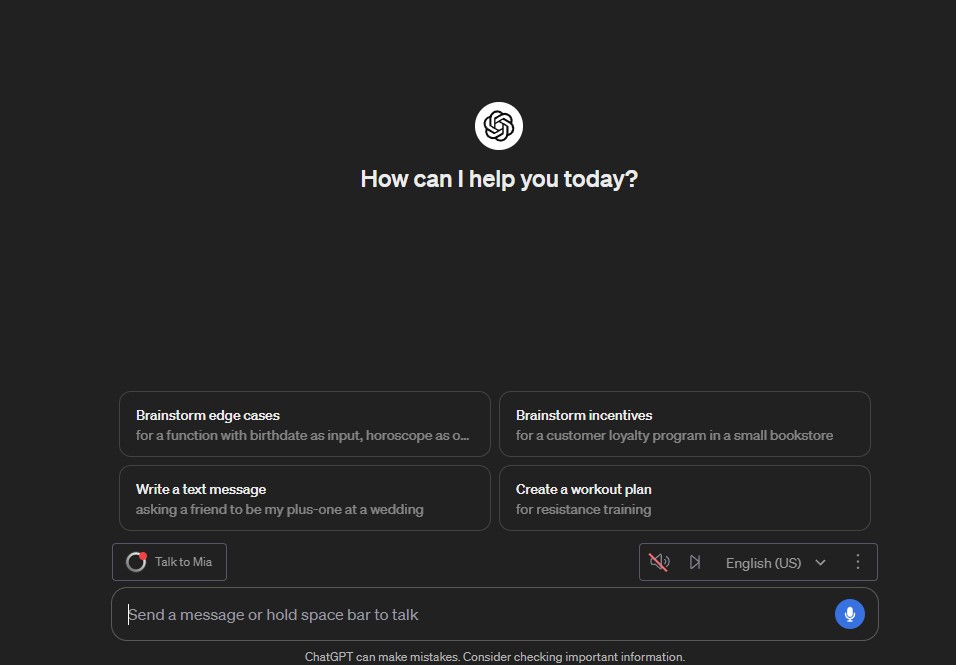 How can I help you today?
Brainstorm edge cases
for a function with birthdate as input, horoscope as o...
Brainstorm incentives
for a customer loyalty program in a small bookstore
Write a text message
asking a friend to be my plus-one at a wedding
Create a workout plan
for resistance training
Talk to Mia
English (US)
Send a message or hold space bar to talk
ChatGPT can make mistakes. Consider checking important information.